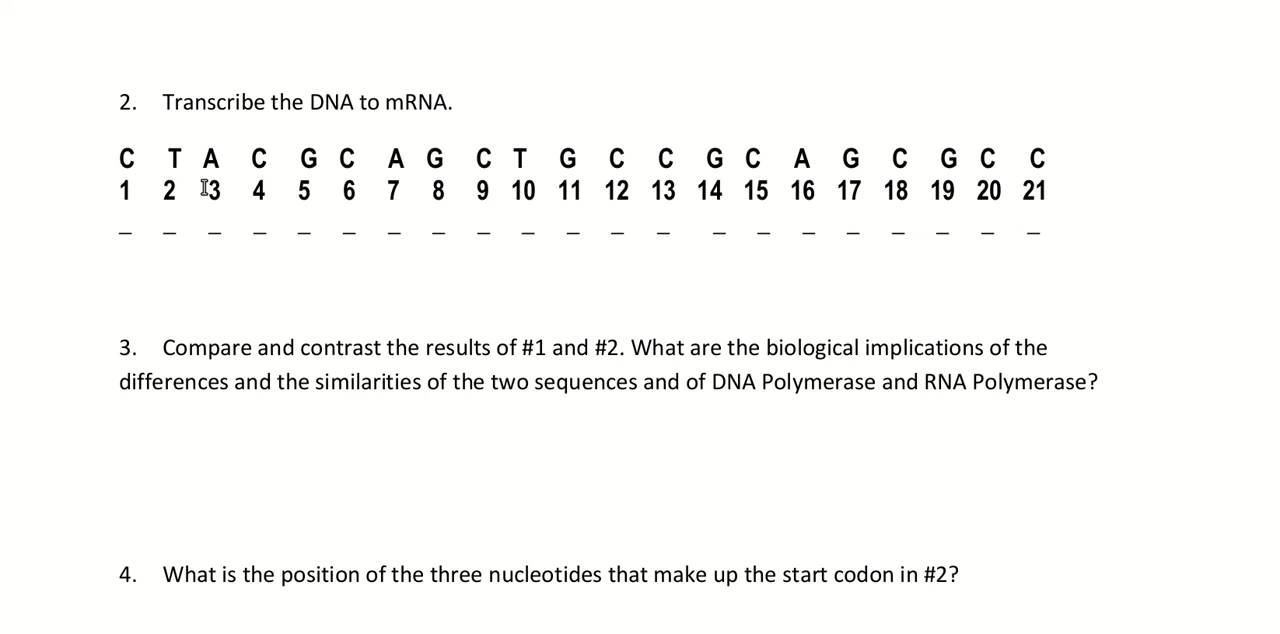 2. Transcribe the DNA to mRNA.
C T A C G C A G C T G C C G C A G C G C C
1 2 3 4 5 6 7 8 9 10 11 12 13 14 15 16 17 18 19 20 21
_ _ _ _ _ _ _ _ _ _ _ _ _ _ _ _ _ _ _ _ _
3. Compare and contrast the results of #1 and #2. What are the biological implications of the
differences and the similarities of the two sequences and of DNA Polymerase and RNA Polymerase?
4. What is the position of the three nucleotides that make up the start codon in #2?